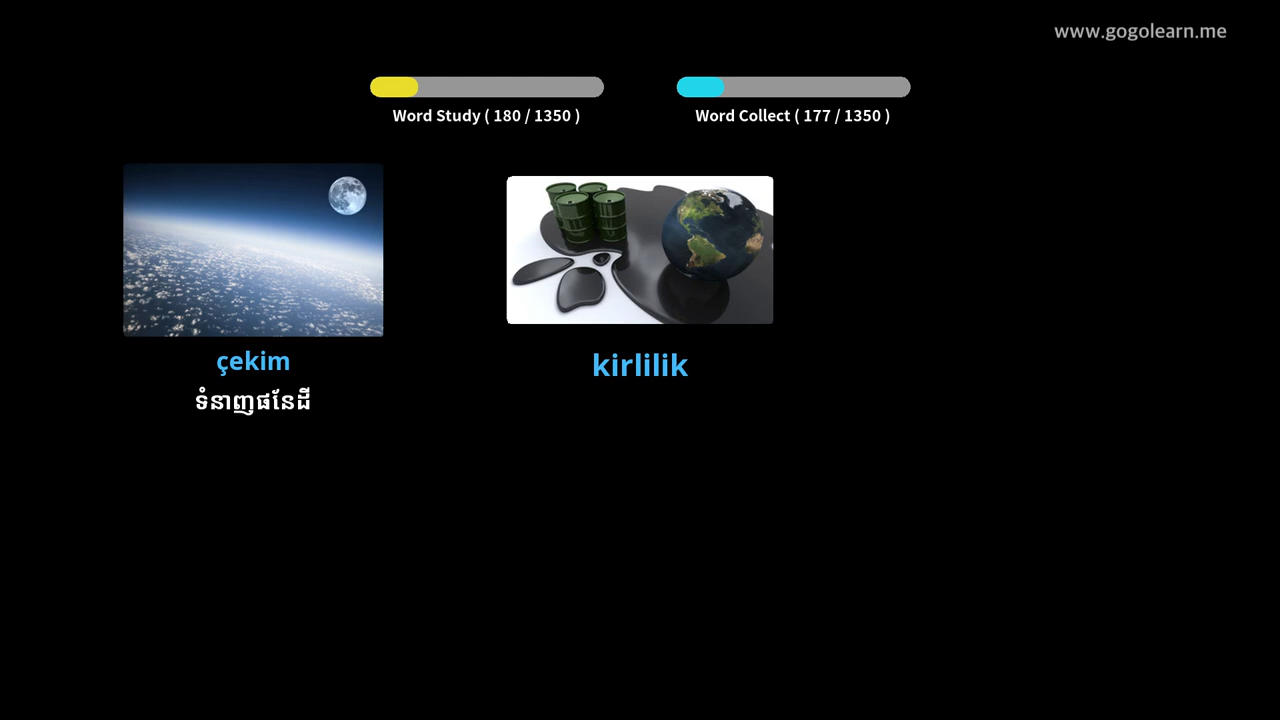 www.gogolearn.me
Word Study ( 180 / 1350 )
Word Collect ( 177 / 1350 )
çekim
ទំនាញផែនដី
kirlilik